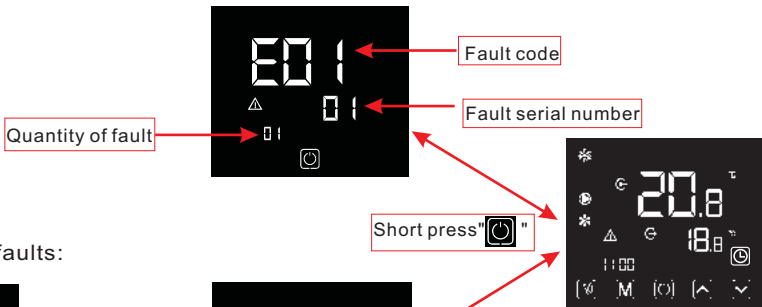 E01
Fault code
01
Fault serial number
Quantity of fault
01
20.8
℃
Short press" "
18.8
℃
11:00
M
faults: